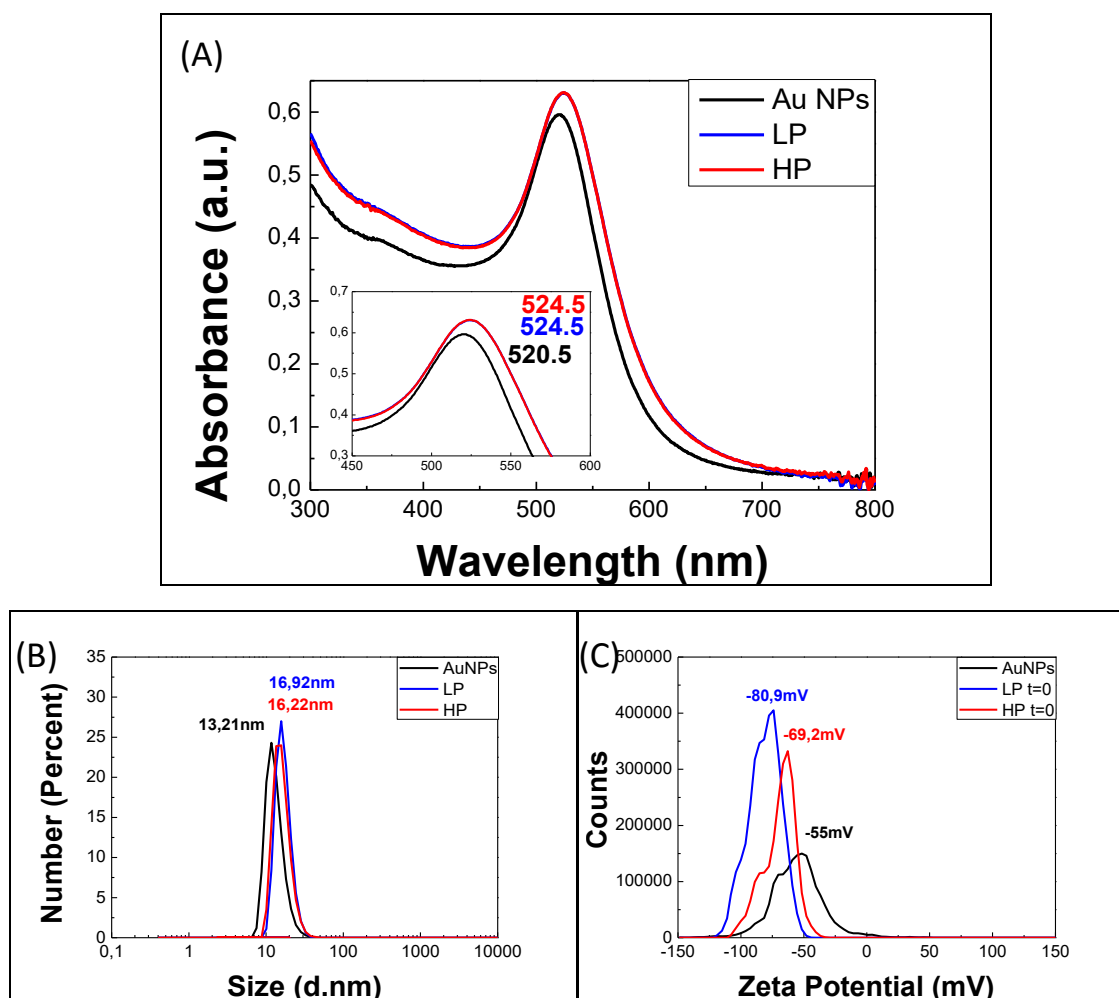 (A)
Au NPs
LP
HP
0,6
0,5
0,4
0,3
0,2
0,1
0,0
Absorbance (a.u.)
300 400 500 600 700 800
Wavelength (nm)
0,7
0,6
0,5
0,4
0,3
450 500 550 600
524.5
524.5
520.5
(B)
35
30
25
20
15
10
5
0
Number (Percent)
0,1 1 10 100 1000 10000
Size (d.nm)
AuNPs
LP
HP
16,92nm
16,22nm
13,21nm
(C)
500000
400000
300000
200000
100000
0
Counts
-150 -100 -50 0 50 100 150
Zeta Potential (mV)
AuNPs
LP t=0
HP t=0
-80,9mV
-69,2mV
-55mV